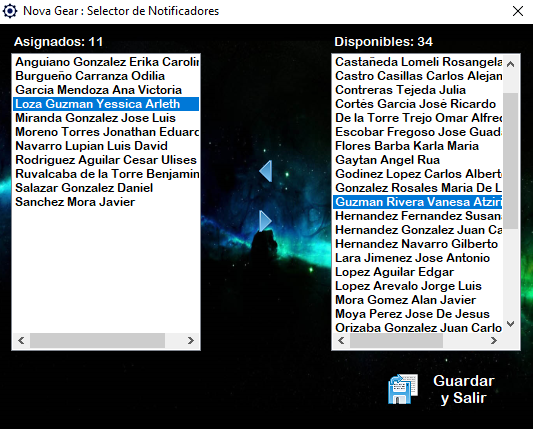 Nova Gear : Selector de Notificadores
Asignados: 11
Anguiano Gonzalez Erika Carolin
Burgueño Carranza Odilia
Garcia Mendoza Ana Victoria
Loza Guzman Yessica Arleth
Miranda Gonzalez Jose Luis
Moreno Torres Jonathan Eduard
Navarro Lupian Luis David
Rodriguez Aguilar Cesar Ulises
Ruvalcaba de la Torre Benjamin
Salazar Gonzalez Daniel
Sanchez Mora Javier
Disponibles: 34
Castañeda Lomeli Rosangela
Castro Casillas Carlos Alejan
Contreras Tejeda Julia
Cortés García José Ricardo
De la Torre Trejo Omar Alfred
Escobar Fregoso Jose Guada
Flores Barba Karla Maria
Gaytan Angel Rua
Godinez Lopez Carlos Albert
Gonzalez Rosales Maria De L
Guzman Rivera Vanesa Atziri
Hernandez Fernandez Susan
Hernandez Gonzalez Juan Ca
Hernandez Navarro Gilberto
Lara Jimenez Jose Antonio
Lopez Aguilar Edgar
Lopez Arevalo Jorge Luis
Mora Gomez Alan Javier
Moya Perez Jose De Jesus
Orizaba Gonzalez Juan Carlo
Guardar
y Salir